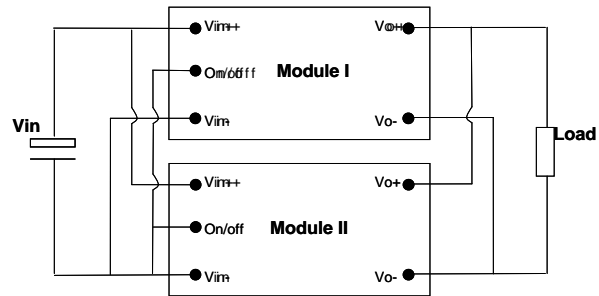 Vin+
Vo+
On/off
Module I
Vin-
Vo-
Vin
Load
Vin+
Vo+
On/off
Module II
Vin-
Vo-